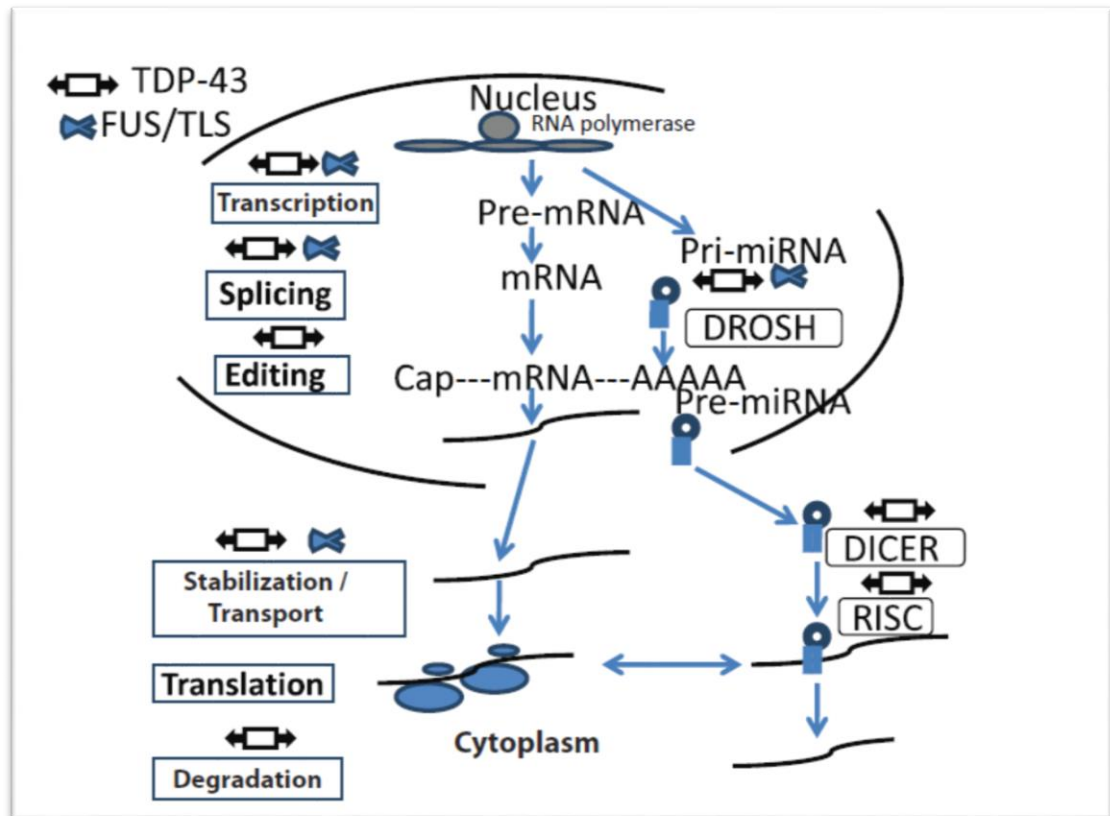 TDP-43
FUS/TLS
Nucleus
RNA polymerase
Transcription
Pre-mRNA
Pri-miRNA
Splicing
mRNA
DROSH
Editing
Cap---mRNA---AAAAA
Pre-miRNA
Stabilization /
Transport
DICER
RISC
Translation
Cytoplasm
Degradation